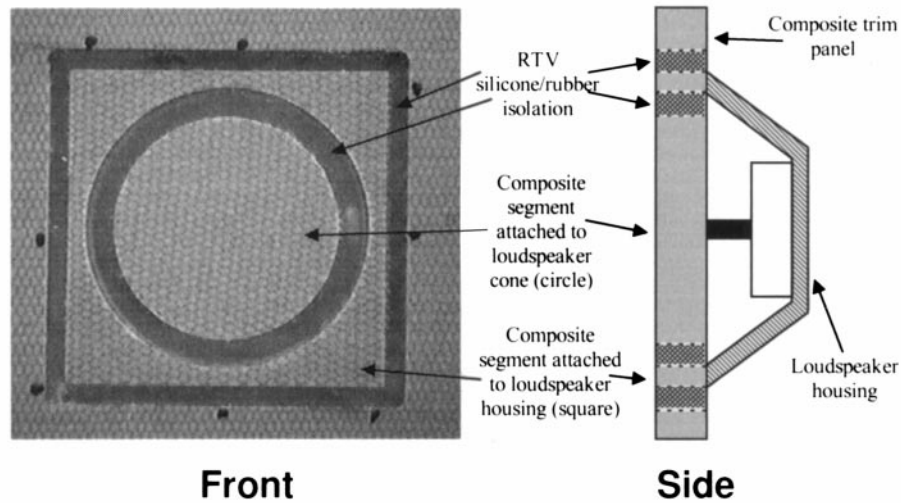 RTV
silicone/rubber
isolation
Composite trim
panel
Composite
segment
attached to
loudspeaker
cone (circle)
Composite
segment attached
to loudspeaker
housing (square)
Loudspeaker
housing
Front
Side